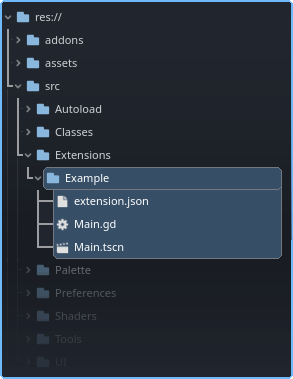 res://
addons
assets
src
Autoload
Classes
Extensions
Example
extension.json
Main.gd
Main.tscn
Palette
Preferences
Shaders
Tools
UI